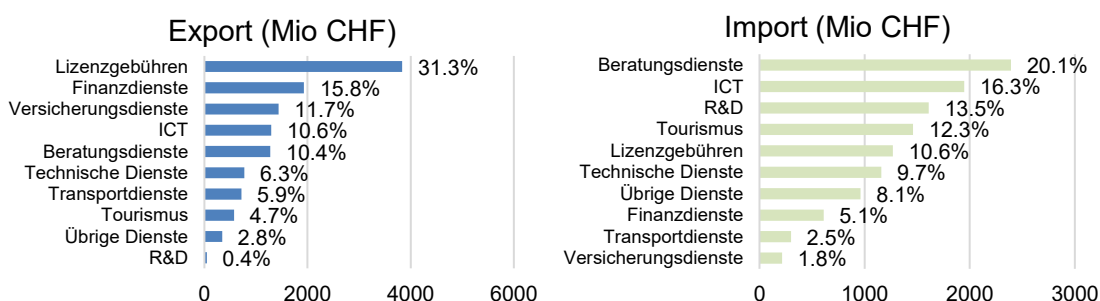 Export (Mio CHF)
Lizenzgebühren 31.3%
Finanzdienste 15.8%
Versicherungsdienste 11.7%
ICT 10.6%
Beratungsdienste 10.4%
Technische Dienste 6.3%
Transportdienste 5.9%
Tourismus 4.7%
Übrige Dienste 2.8%
R&D 0.4%
0 2000 4000 6000
Import (Mio CHF)
Beratungsdienste 20.1%
ICT 16.3%
R&D 13.5%
Tourismus 12.3%
Lizenzgebühren 10.6%
Technische Dienste 9.7%
Übrige Dienste 8.1%
Finanzdienste 5.1%
Transportdienste 2.5%
Versicherungsdienste 1.8%
0 1000 2000 3000